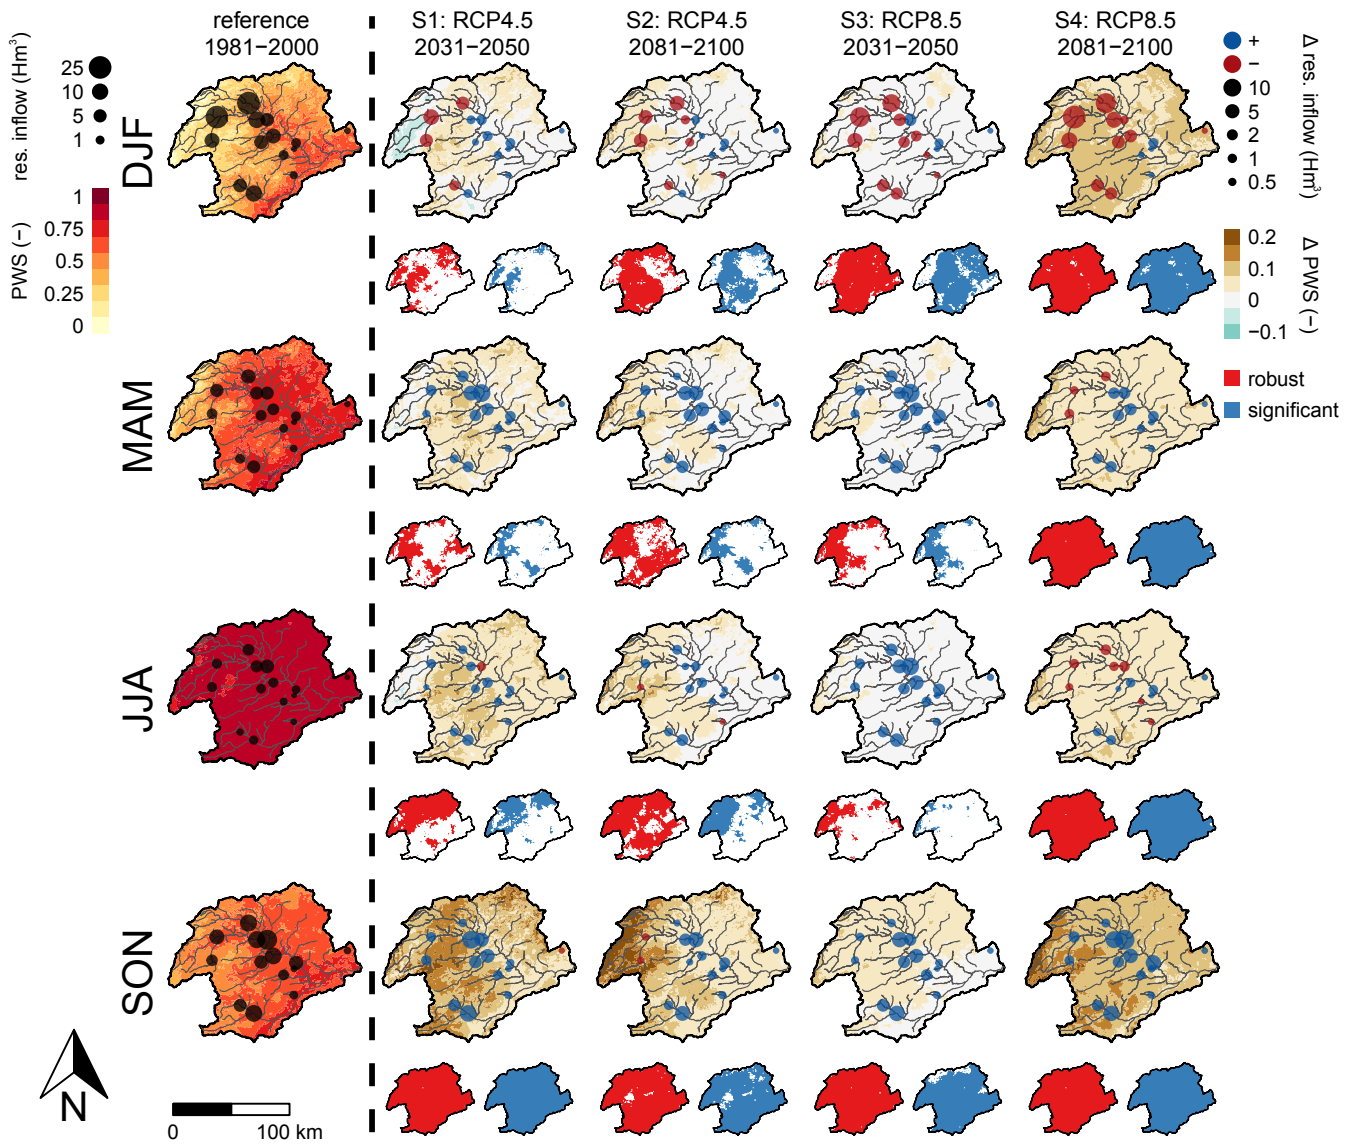 reference
1981−2000
S1: RCP4.5
2031−2050
S2: RCP4.5
2081−2100
S3: RCP8.5
2031−2050
S4: RCP8.5
2081−2100
res. inflow (Hm³)
25
10
5
1
PWS (−)
1
0.75
0.5
0.25
0
+
−
10
5
2
1
0.5
Δ res. inflow (Hm³)
0.2
0.1
0
−0.1
Δ PWS (−)
robust
significant
DJF
MAM
JJA
SON
N
0
100 km